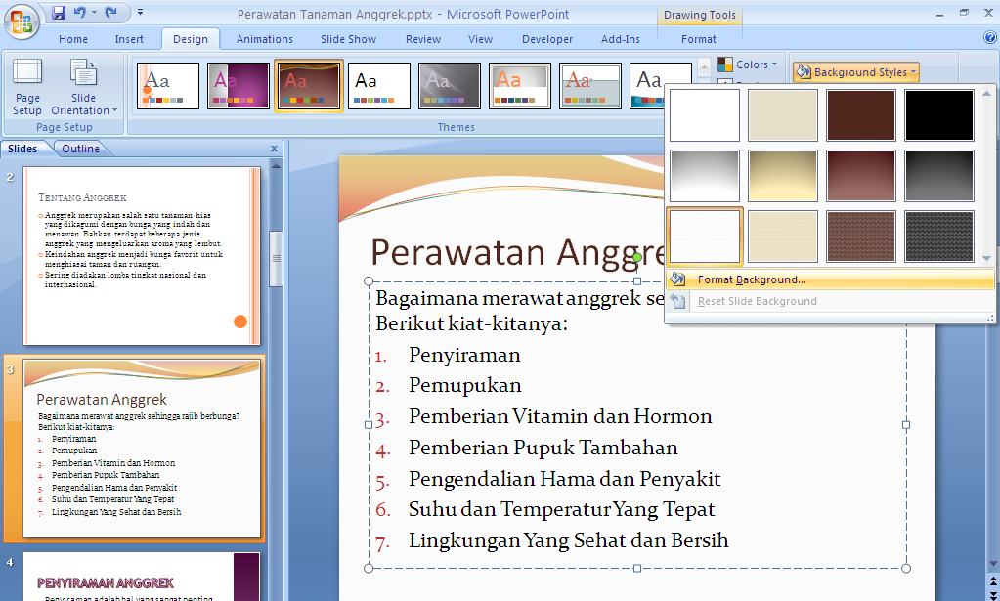 Perawatan Tanaman Anggrek.pptx - Microsoft PowerPoint
Drawing Tools
Home Insert Design Animations Slide Show Review View Developer Add-Ins Format
Page Setup
Slide Orientation
Page Setup
Aa Aa Aa Aa Aa Aa Aa Aa
Themes
Colors
Background Styles
Format Background...
Reset Slide Background
Slides Outline x
2
TENTANG ANGGREK
Anggrek merupakan salah satu tanaman hias
yang dikagumi dengan bunga yang indah dan
menawan. Bahkan terdapat beberapa jenis
anggrek yang mengeluarkan aroma yang lembut.
Keindahan anggrek menjadi bunga favorit untuk
menghiasai taman dan ruangan.
Sering diadakan lomba tingkat nasional dan
internasional.
3
Perawatan Anggrek
Bagaimana merawat anggrek sehingga rajib berbunga?
Berikut kiat-kitanya:
1. Penyiraman
2. Pemupukan
3. Pemberian Vitamin dan Hormon
4. Pemberian Pupuk Tambahan
5. Pengendalian Hama dan Penyakit
6. Suhu dan Temperatur Yang Tepat
7. Lingkungan Yang Sehat dan Bersih
4
PENYIRAMAN ANGGREK
Penyiraman adalah hal yang sangat penting
Perawatan Anggre
Bagaimana merawat anggrek se
Berikut kiat-kitanya:
1. Penyiraman
2. Pemupukan
3. Pemberian Vitamin dan Hormon
4. Pemberian Pupuk Tambahan
5. Pengendalian Hama dan Penyakit
6. Suhu dan Temperatur Yang Tepat
7. Lingkungan Yang Sehat dan Bersih